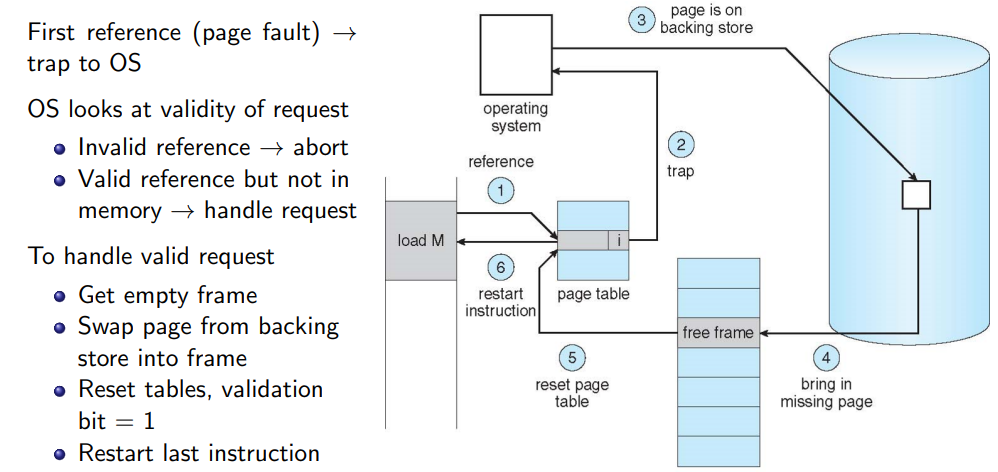 First reference (page fault) →
trap to OS
OS looks at validity of request
Invalid reference → abort
Valid reference but not in
memory → handle request
To handle valid request
Get empty frame
Swap page from backing
store into frame
Reset tables, validation
bit = 1
Restart last instruction
3
page is on
backing store
operating
system
reference
1
2
trap
load M
i
6
restart
instruction
page table
free frame
5
reset page
table
4
bring in
missing page